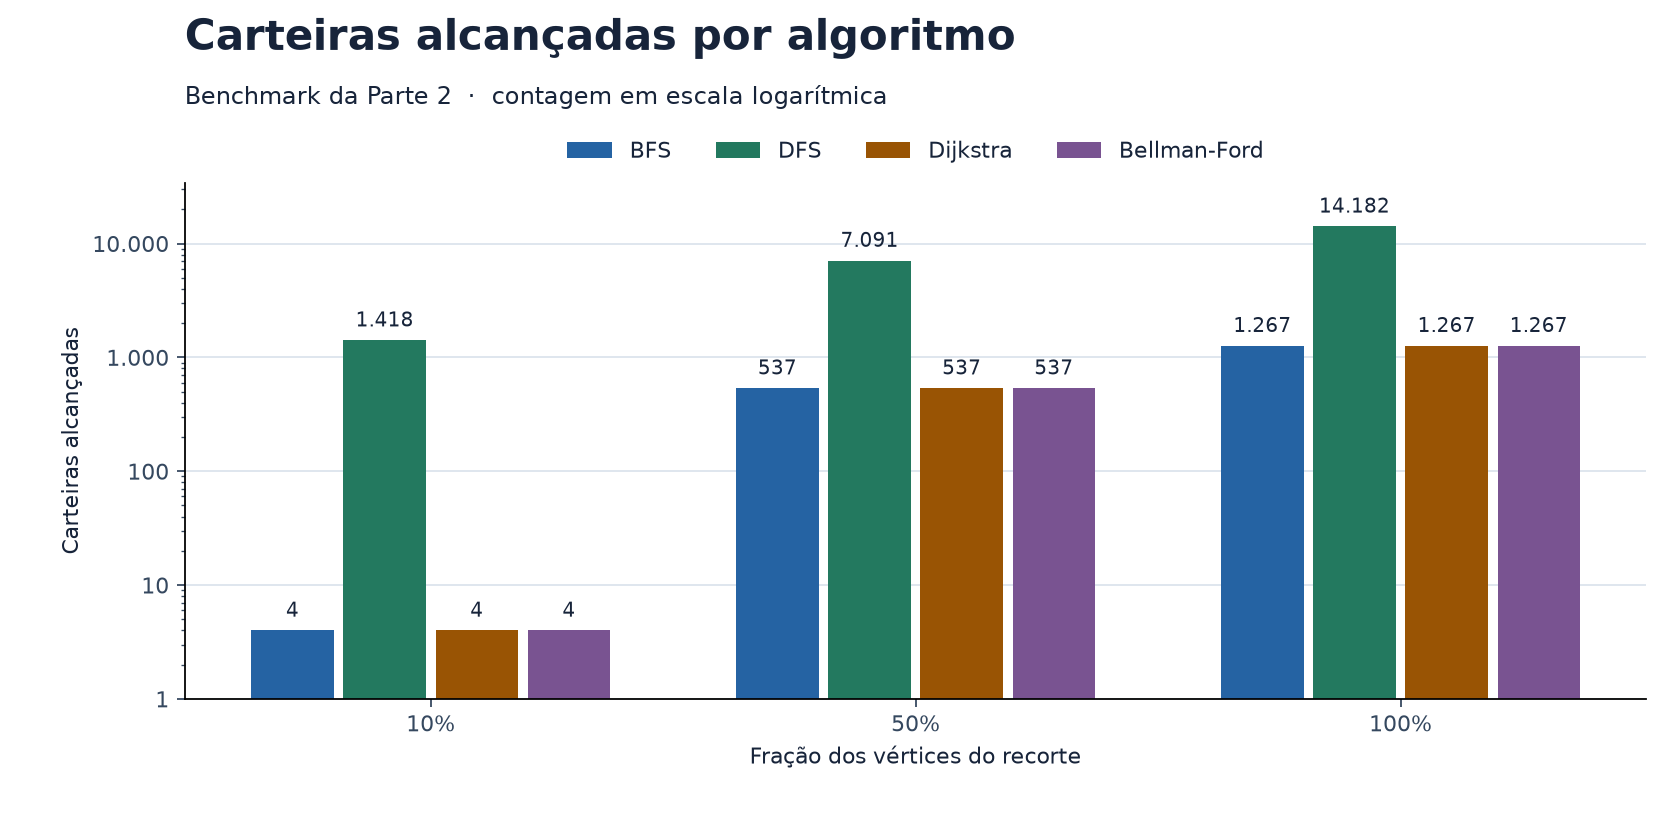 Carteiras alcançadas por algoritmo
Benchmark da Parte 2 · contagem em escala logarítmica
BFS DFS Dijkstra Bellman-Ford
Carteiras alcançadas
10.000
1.000
100
10
1
4 1.418 4 4
537 7.091 537 537
1.267 14.182 1.267 1.267
10% 50% 100%
Fração dos vértices do recorte